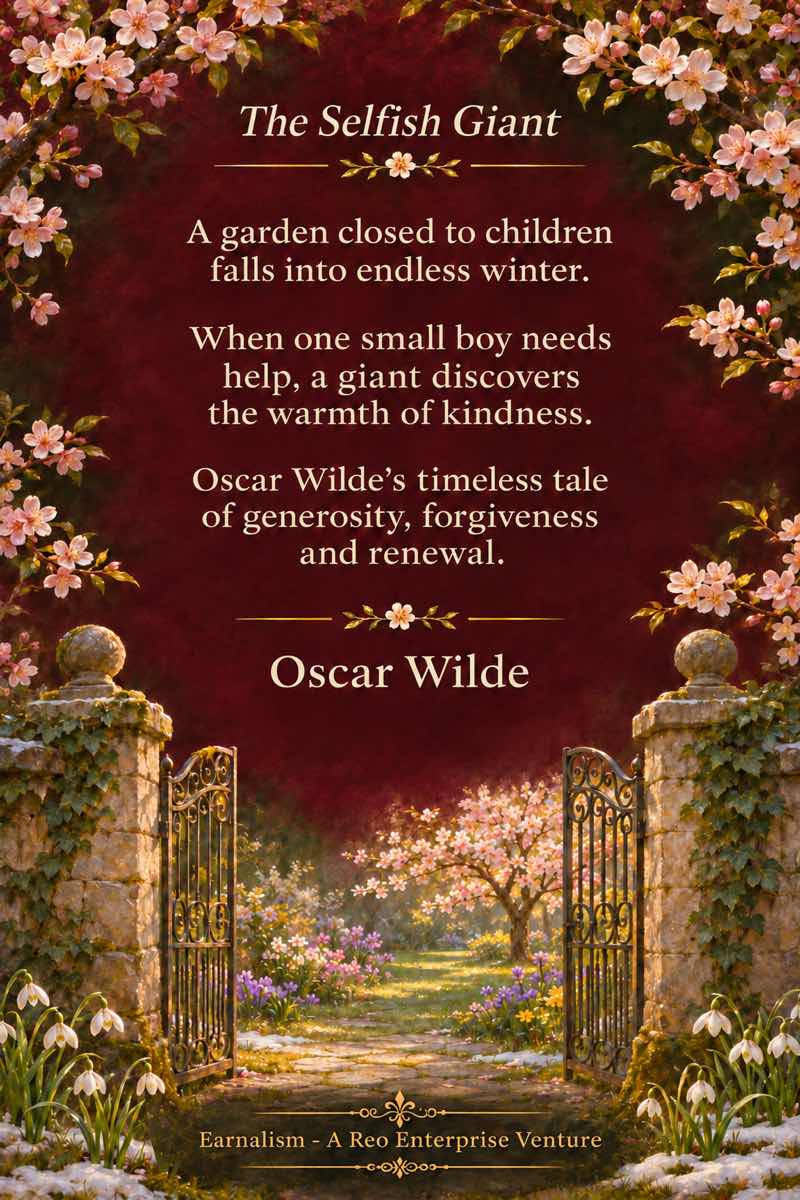 The Selfish Giant
A garden closed to children
falls into endless winter.
When one small boy needs
help, a giant discovers
the warmth of kindness.
Oscar Wilde’s timeless tale
of generosity, forgiveness
and renewal.
Oscar Wilde
Earnalism - A Reo Enterprise Venture